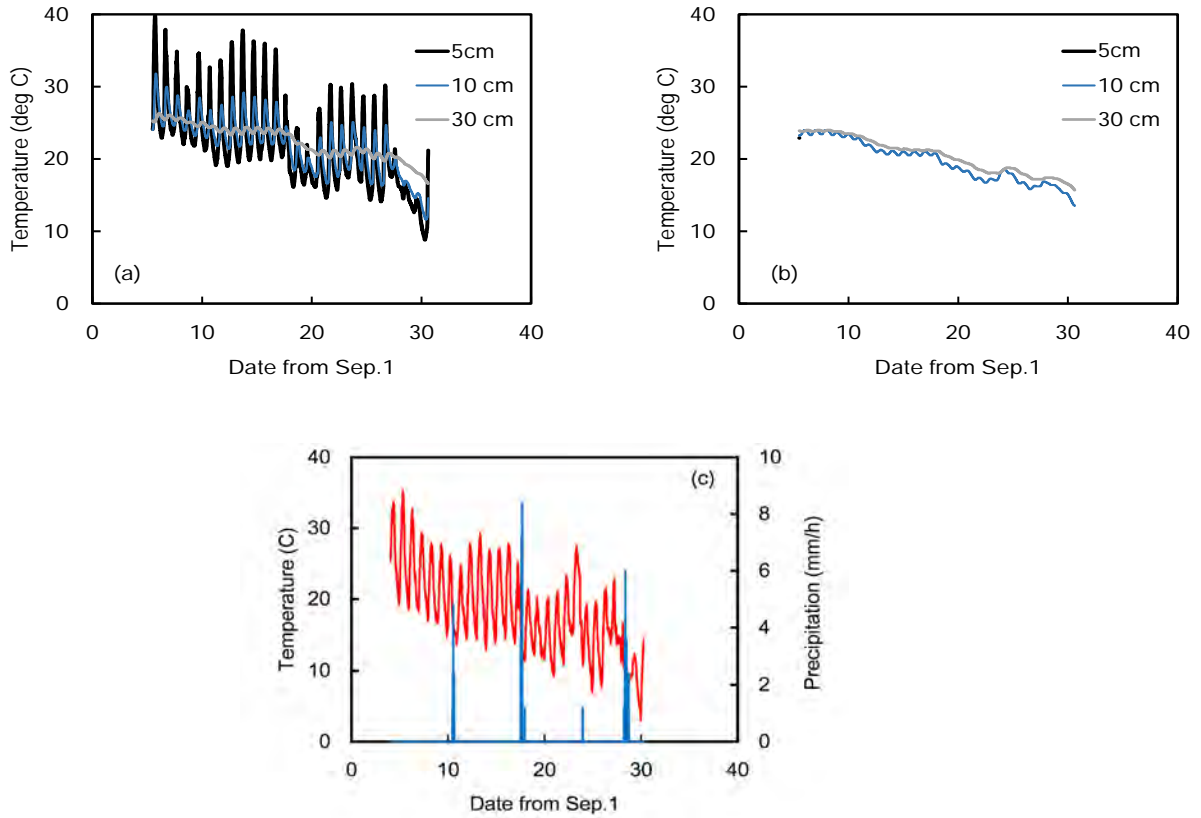 40
30
20
10
0
Temperature (deg C)
5cm
10 cm
30 cm
(a)
0 10 20 30 40
Date from Sep.1
40
30
20
10
0
Temperature (deg C)
5cm
10 cm
30 cm
(b)
0 10 20 30 40
Date from Sep.1
40
30
20
10
0
Temperature (C)
(c)
10
8
6
4
2
0
Precipitation (mm/h)
0 10 20 30 40
Date from Sep.1